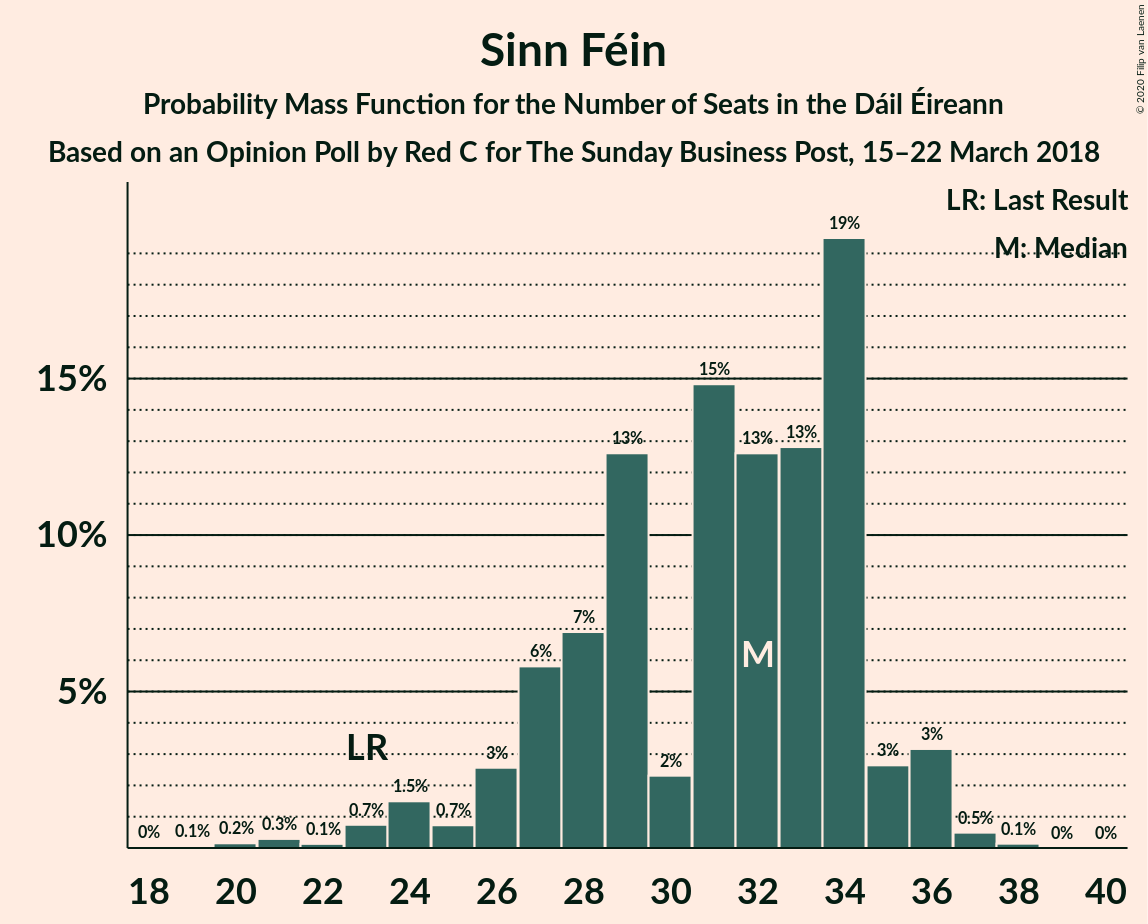 Sinn Féin
Probability Mass Function for the Number of Seats in the Dáil Éireann
Based on an Opinion Poll by Red C for The Sunday Business Post, 15–22 March 2018
© 2020 Filip van Laenen
LR: Last Result
M: Median
15%
10%
5%
0%
0.1%
0.2%
0.3%
0.1%
0.7%
1.5%
0.7%
3%
6%
7%
13%
2%
15%
13%
13%
19%
3%
3%
0.5%
0.1%
0%
0%
LR
M
18 20 22 24 26 28 30 32 34 36 38 40